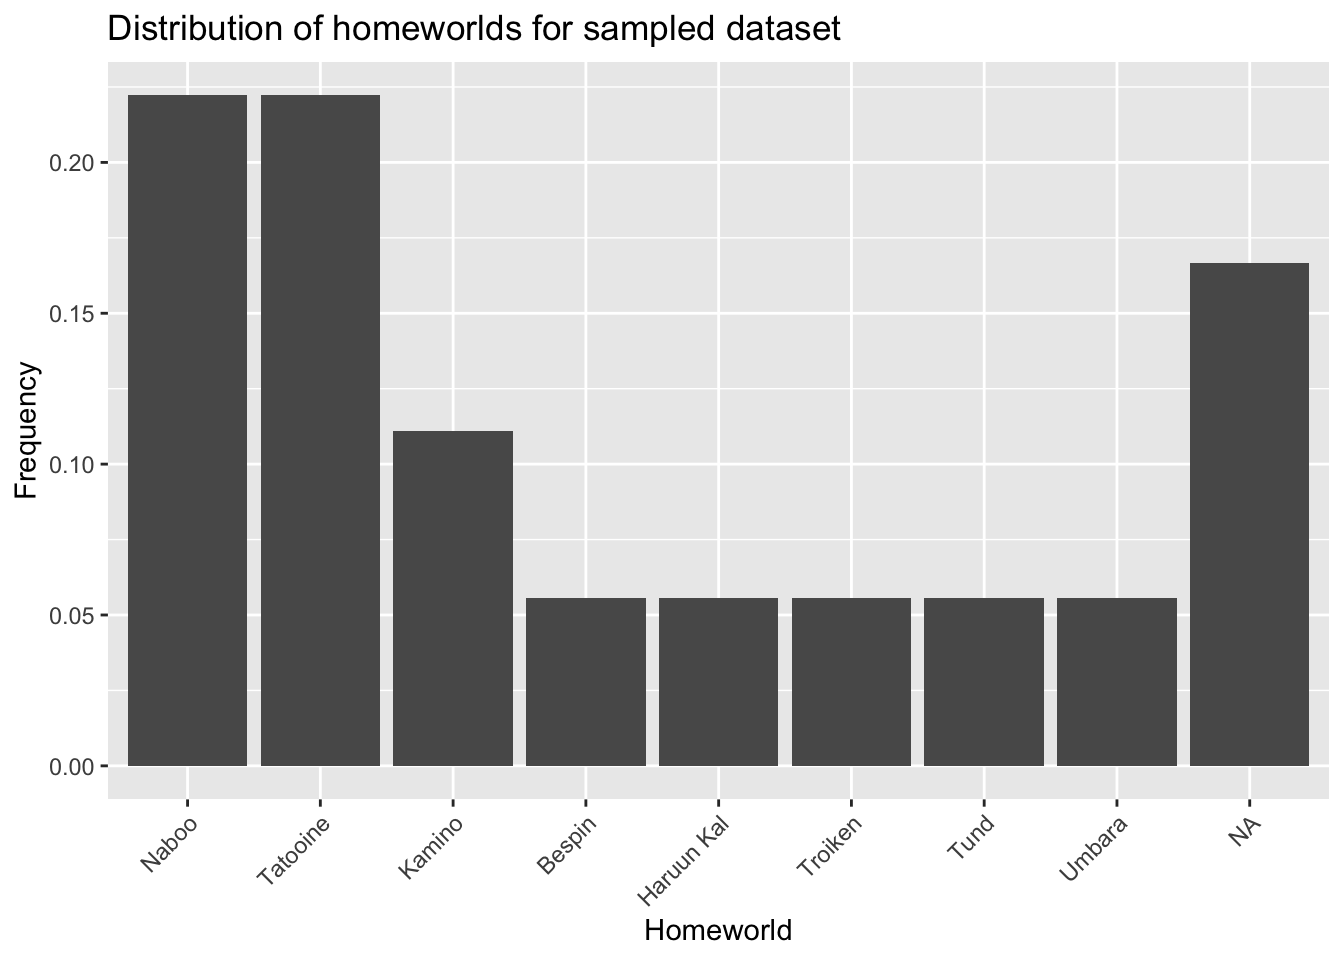 Distribution of homeworlds for sampled dataset
Frequency
0.20
0.15
0.10
0.05
0.00
Naboo
Tatooine
Kamino
Bespin
Haruun Kal
Troiken
Tund
Umbara
NA
Homeworld